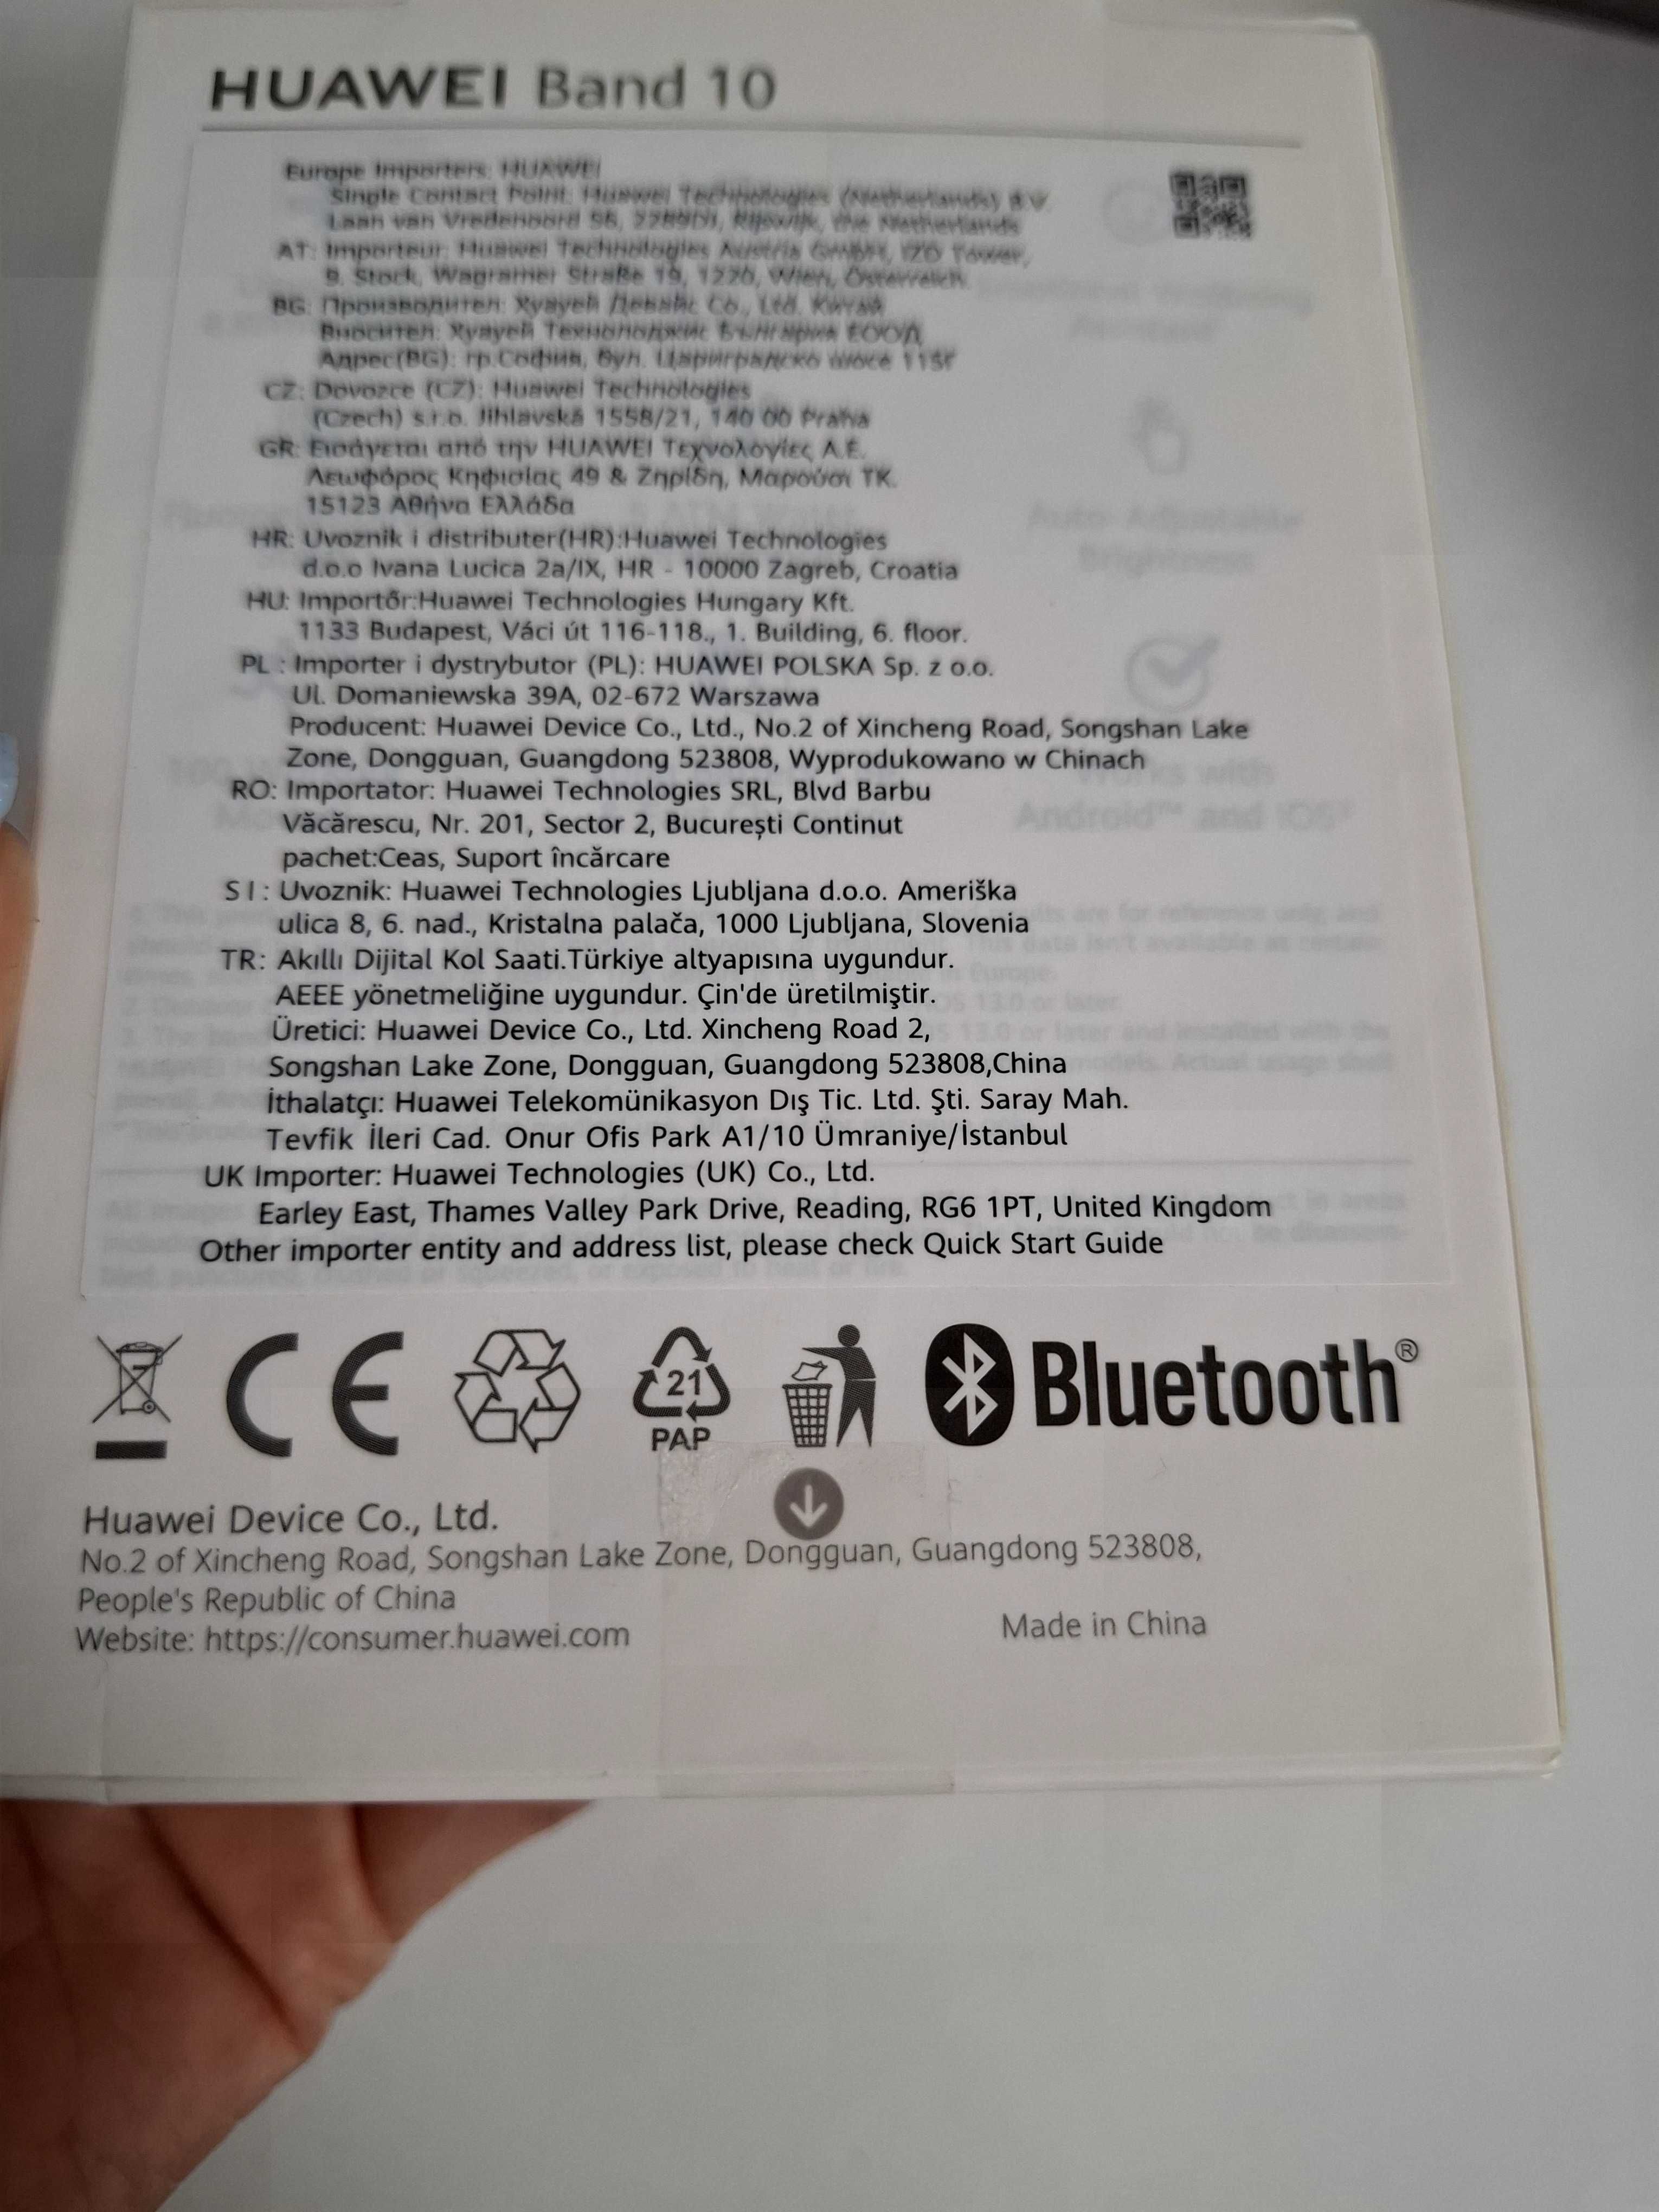 HUAWEI Band 10
Europe Importers: HUAWEI
Single Contact Point: Huawei Technologies (Netherlands) B.V.
Laan van Vredenoord 56, 2289DJ, Rijswijk, the Netherlands
AT: Importeur: Huawei Technologies Austria GmbH, IZD Tower,
9. Stock, Wagramer Straße 19, 1220, Wien, Österreich
BG: Производител: Хуауей Девайс Co., Ltd. Китай
Вносител: Хуауей Технолоджис България ЕООД
Адрес(BG): гр.София, бул. Цариградско шосе
CZ: Dovozce (CZ): Huawei Technologies
(Czech) s.r.o. Jihlavská 1558/21, 140 00 Praha
GR: Εισάγεται από την HUAWEI Τεχνολογίες Α.Ε.
Λεωφόρος Κηφισίας 49 & Ζηρίδη, Μαρούσι ΤΚ.
15123 Αθήνα Ελλάδα
HR: Uvoznik i distributer(HR):Huawei Technologies
d.o.o Ivana Lucica 2a/IX, HR - 10000 Zagreb, Croatia
HU: Importőr:Huawei Technologies Hungary Kft.
1133 Budapest, Váci út 116-118., 1. Building, 6. floor.
PL : Importer i dystrybutor (PL): HUAWEI POLSKA Sp. z o.o.
Ul. Domaniewska 39A, 02-672 Warszawa
Producent: Huawei Device Co., Ltd., No.2 of Xincheng Road, Songshan Lake
Zone, Dongguan, Guangdong 523808, Wyprodukowano w Chinach
RO: Importator: Huawei Technologies SRL, Blvd Barbu
Văcărescu, Nr. 201, Sector 2, București Continut
pachet:Ceas, Suport încărcare
SI: Uvoznik: Huawei Technologies Ljubljana d.o.o. Ameriška
ulica 8, 6. nad., Kristalna palača, 1000 Ljubljana, Slovenia
TR: Akıllı Dijital Kol Saati.Türkiye altyapısına uygundur.
AEEE yönetmeliğine uygundur. Çin'de üretilmiştir.
Üretici: Huawei Device Co., Ltd. Xincheng Road 2,
Songshan Lake Zone, Dongguan, Guangdong 523808,China
İthalatçı: Huawei Telekomünikasyon Dış Tic. Ltd. Şti. Saray Mah.
Tevfik İleri Cad. Onur Ofis Park A1/10 Ümraniye/İstanbul
UK Importer: Huawei Technologies (UK) Co., Ltd.
Earley East, Thames Valley Park Drive, Reading, RG6 1PT, United Kingdom
Other importer entity and address list, please check Quick Start Guide
Auto-Adjustable
Brightness
Works with
Android™ and iOS
CE
21
PAP
Bluetooth®
Huawei Device Co., Ltd.
No.2 of Xincheng Road, Songshan Lake Zone, Dongguan, Guangdong 523808,
People's Republic of China
Website: https://consumer.huawei.com
Made in China